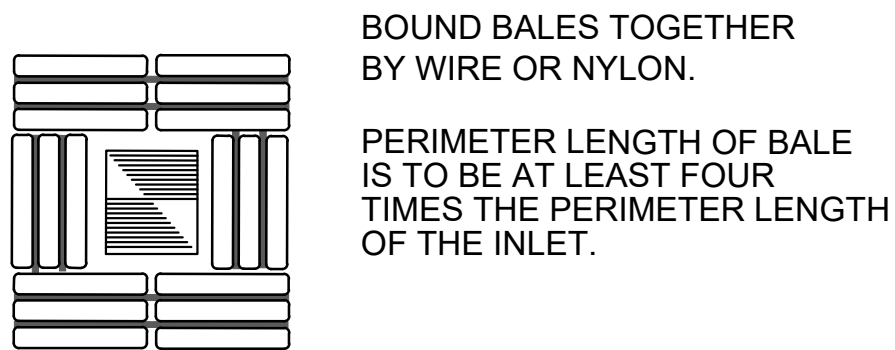 BOUND BALES TOGETHER
BY WIRE OR NYLON.
PERIMETER LENGTH OF BALE
IS TO BE AT LEAST FOUR
TIMES THE PERIMETER LENGTH
OF THE INLET.